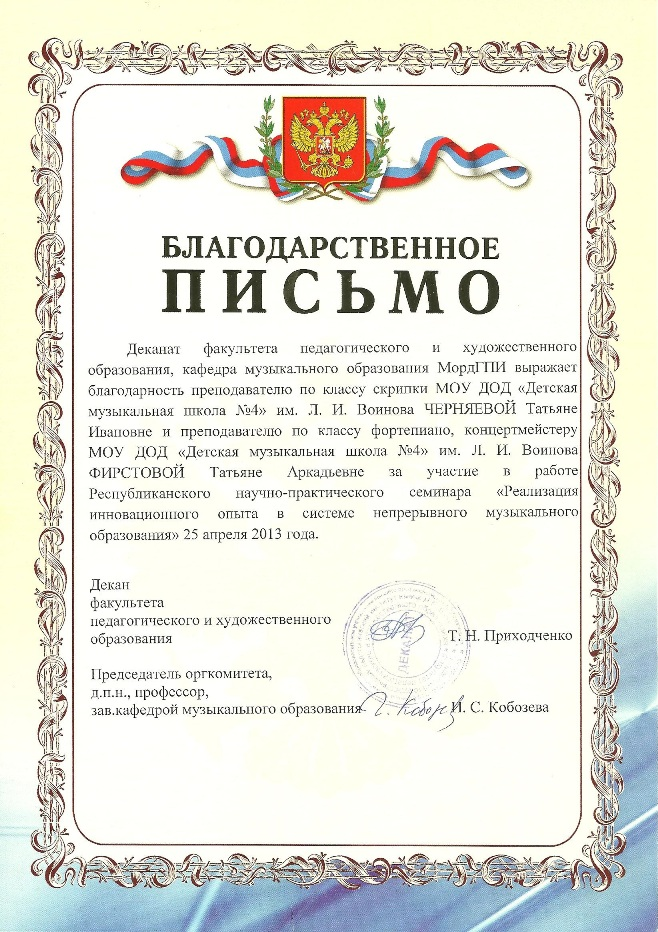 БЛАГОДАРСТВЕННОЕ
ПИСЬМО
Деканат факультета педагогического и художественного
образования, кафедра музыкального образования МордГПИ выражает
благодарность преподавателю по классу скрипки МОУ ДОД «Детская
музыкальная школа №4» им. Л. И. Воинова ЧЕРНЯЕВОЙ Татьяне
Ивановне и преподавателю по классу фортепиано, концертмейстеру
МОУ ДОД «Детская музыкальная школа №4» им. Л. И. Воинова
ФИРСТОВОЙ Татьяне Аркадьевне за участие в работе
Республиканского научно-практического семинара «Реализация
инновационного опыта в системе непрерывного музыкального
образования» 25 апреля 2013 года.
Декан
факультета
педагогического и художественного
образования Т. Н. Приходченко
Председатель оргкомитета,
д.п.н., профессор,
зав.кафедрой музыкального образования И. С. Кобозева